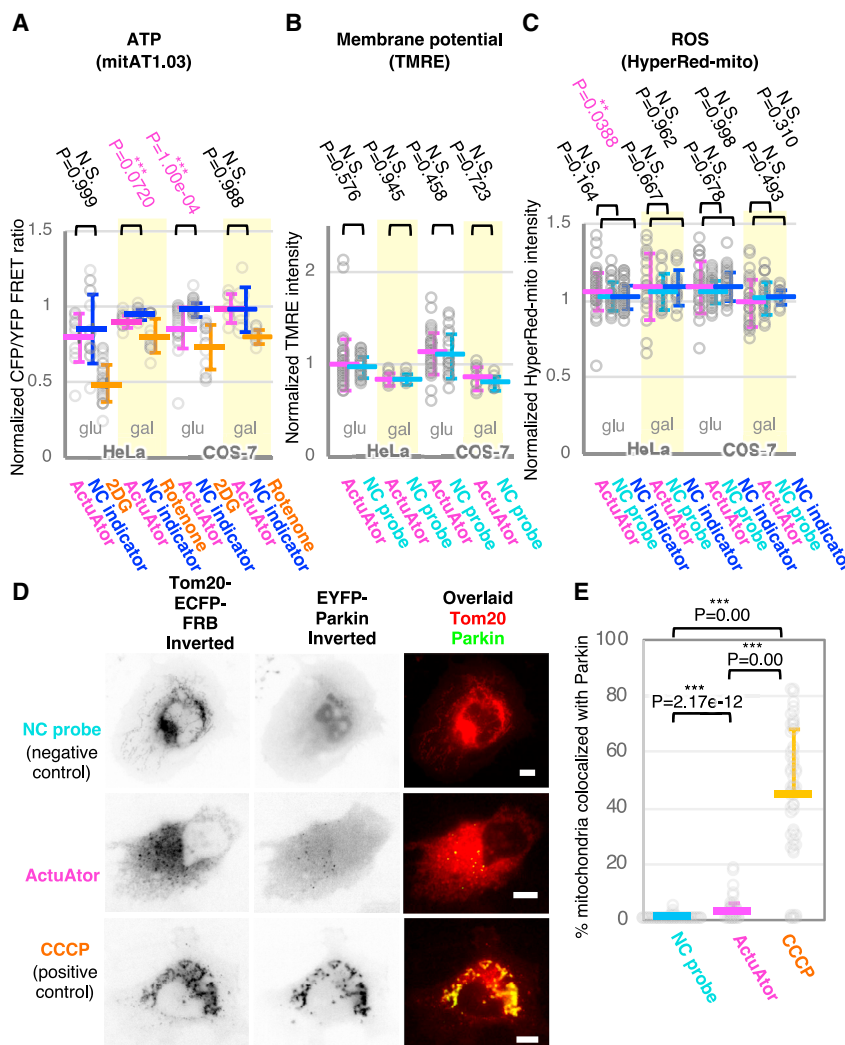 A
ATP
(mitAT1.03)
N.S.
P=0.999
***
P=0.0720
***
P=1.00e-04
N.S.
P=0.988
Normalized CFP/YFP FRET ratio
1.5
1
0.5
0
glu
gal
glu
gal
HeLa
COS-7
ActuAtor
NC indicator
2DG
ActuAtor
NC indicator
Rotenone
ActuAtor
NC indicator
2DG
ActuAtor
NC indicator
Rotenone
B
Membrane potential
(TMRE)
N.S.
P=0.576
N.S.
P=0.945
N.S.
P=0.458
N.S.
P=0.723
Normalized TMRE intensity
2
1
0
glu
gal
glu
gal
HeLa
COS-7
ActuAtor
NC probe
ActuAtor
NC probe
ActuAtor
NC probe
ActuAtor
NC probe
C
ROS
(HyperRed-mito)
**
P=0.0388
N.S.
P=0.962
N.S.
P=0.998
N.S.
P=0.310
N.S.
P=0.164
N.S.
P=0.667
N.S.
P=0.678
N.S.
P=0.493
Normalized HyperRed-mito intensity
1.5
1
0.5
0
glu
gal
glu
gal
HeLa
COS-7
ActuAtor
NC probe
NC indicator
ActuAtor
NC probe
NC indicator
ActuAtor
NC probe
NC indicator
ActuAtor
NC probe
NC indicator
D
Tom20-
ECFP-
FRB
Inverted
EYFP-
Parkin
Inverted
Overlaid
Tom20
Parkin
NC probe
(negative
control)
ActuAtor
CCCP
(positive
control)
E
***
P=0.00
***
P=0.00
***
P=2.17e-12
% mitochondria colocalized with Parkin
100
80
60
40
20
0
NC probe
ActuAtor
CCCP